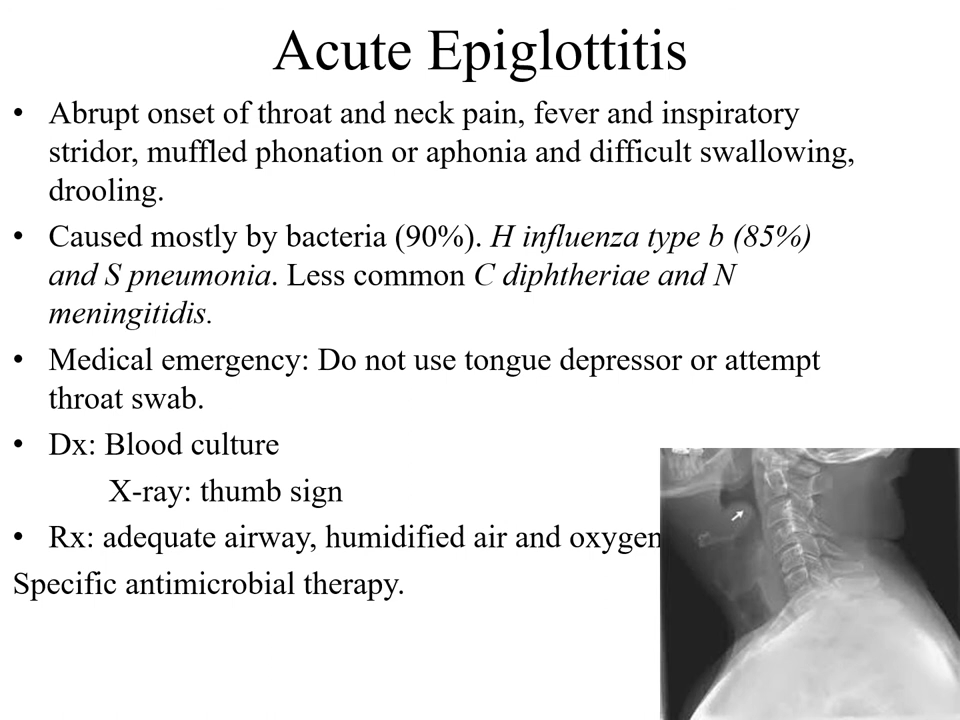 Acute Epiglottitis
• Abrupt onset of throat and neck pain, fever and inspiratory
stridor, muffled phonation or aphonia and difficult swallowing,
drooling.
• Caused mostly by bacteria (90%). H influenza type b (85%)
and S pneumonia. Less common C diphtheriae and N
meningitidis.
• Medical emergency: Do not use tongue depressor or attempt
throat swab.
• Dx: Blood culture
X-ray: thumb sign
• Rx: adequate airway, humidified air and oxygen
Specific antimicrobial therapy.